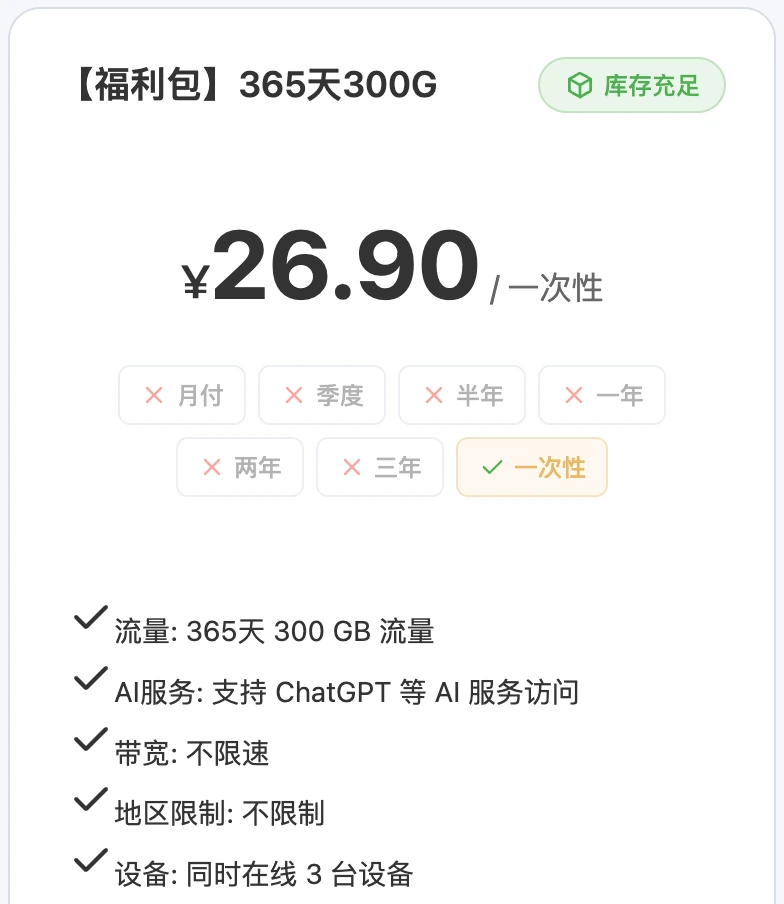 【福利包】365天300G
库存充足
¥26.90 / 一次性
月付
季度
半年
一年
两年
三年
一次性
流量: 365天 300 GB 流量
AI服务: 支持 ChatGPT 等 AI 服务访问
带宽: 不限速
地区限制: 不限制
设备: 同时在线 3 台设备